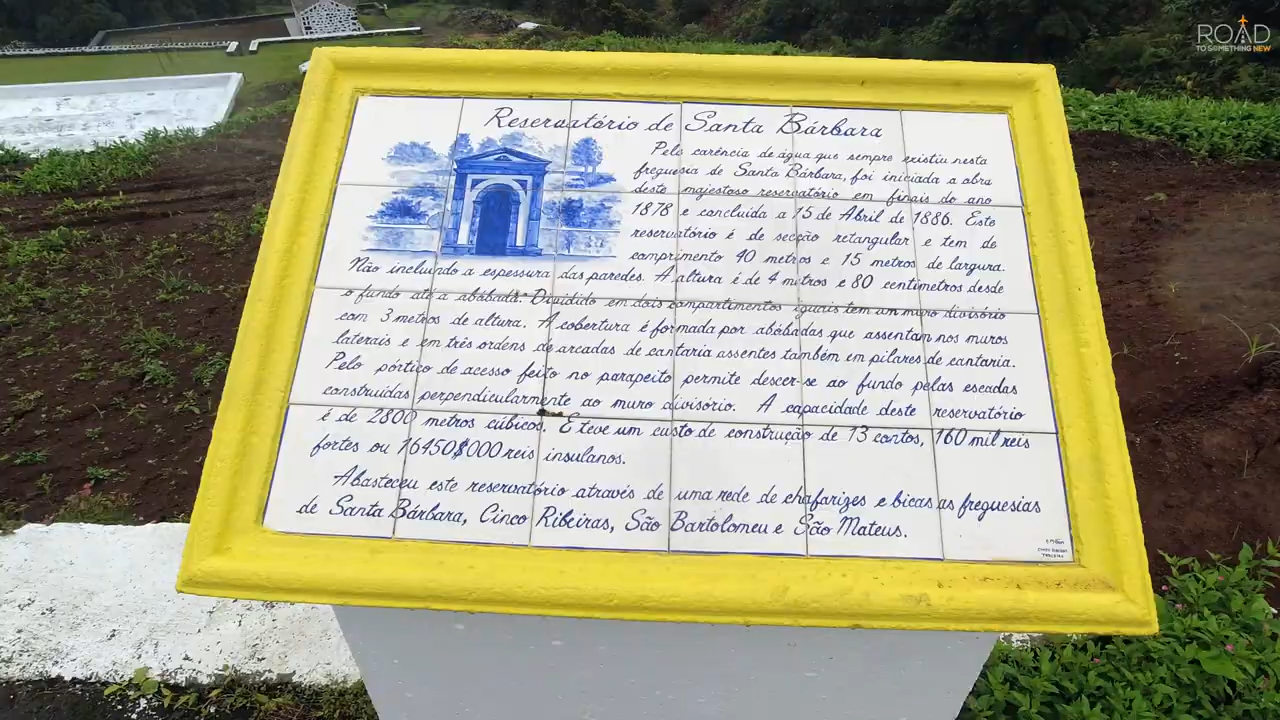 ROAD
TO SOMETHING NEW
Reservatório de Santa Bárbara
Pela carência de água que sempre existiu nesta
freguesia de Santa Bárbara, foi iniciada a obra
deste majestoso reservatório em finais do ano
1878 e concluída a 15 de Abril de 1886. Este
reservatório é de secção retangular e tem de
comprimento 40 metros e 15 metros de largura.
Não incluindo a espessura das paredes. A altura é de 4 metros e 80 centímetros desde
o fundo até a abóbada. Dividido em dois compartimentos iguais tem um muro divisório
com 3 metros de altura. A cobertura é formada por abóbadas que assentam nos muros
laterais e em três ordens de arcadas de cantaria assentes também em pilares de cantaria.
Pelo pórtico de acesso feito no parapeito permite descer-se ao fundo pelas escadas
construídas perpendicularmente ao muro divisório. A capacidade deste reservatório
é de 2800 metros cúbicos. E teve um custo de construção de 13 contos, 160 mil reis
fortes ou 16450$000 reis insulanos.
Abasteceu este reservatório através de uma rede de chafarizes e bicas as freguesias
de Santa Bárbara, Cinco Ribeiras, São Bartolomeu e São Mateus.